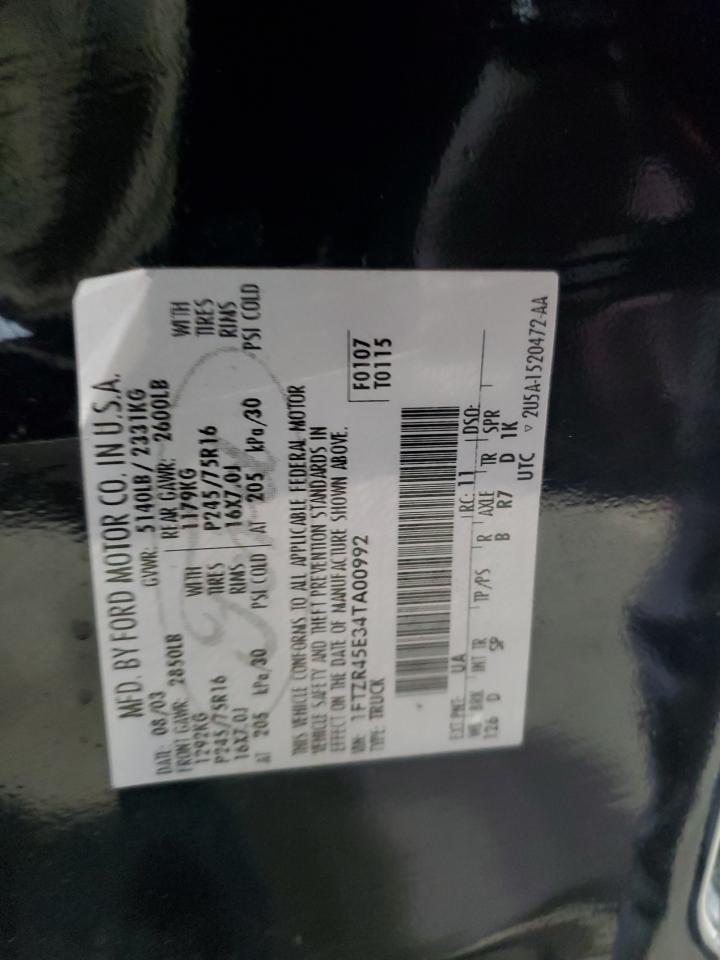 MFD. BY FORD MOTOR CO. IN U.S.A.
DATE: 08/03 GVWR: 5140LB/ 2331KG
FRONT GAWR: 2850LB REAR GAWR: 2600LB
1292KG WITH 1179KG WITH
P245/75R16 TIRES P245/75R16 TIRES
16X7.0J RIMS 16X7.0J RIMS
AT 205 kPa/30 PSI COLD AT 205 kPa/30 PSI COLD
THIS VEHICLE CONFORMS TO ALL APPLICABLE FEDERAL MOTOR
VEHICLE SAFETY AND THEFT PREVENTION STANDARDS IN
EFFECT ON THE DATE OF MANUFACTURE SHOWN ABOVE.
VIN: 1FTZR45E34TA00992 F0107
TYPE: TRUCK T0115
EXT PNT: UA RC: 11 DSO:
WB BRK INT TR TP/PS R AXLE TR SPR
126 D SP B R7 D 1K
UTC ▽ 2U5A-1520472-AA
Ford